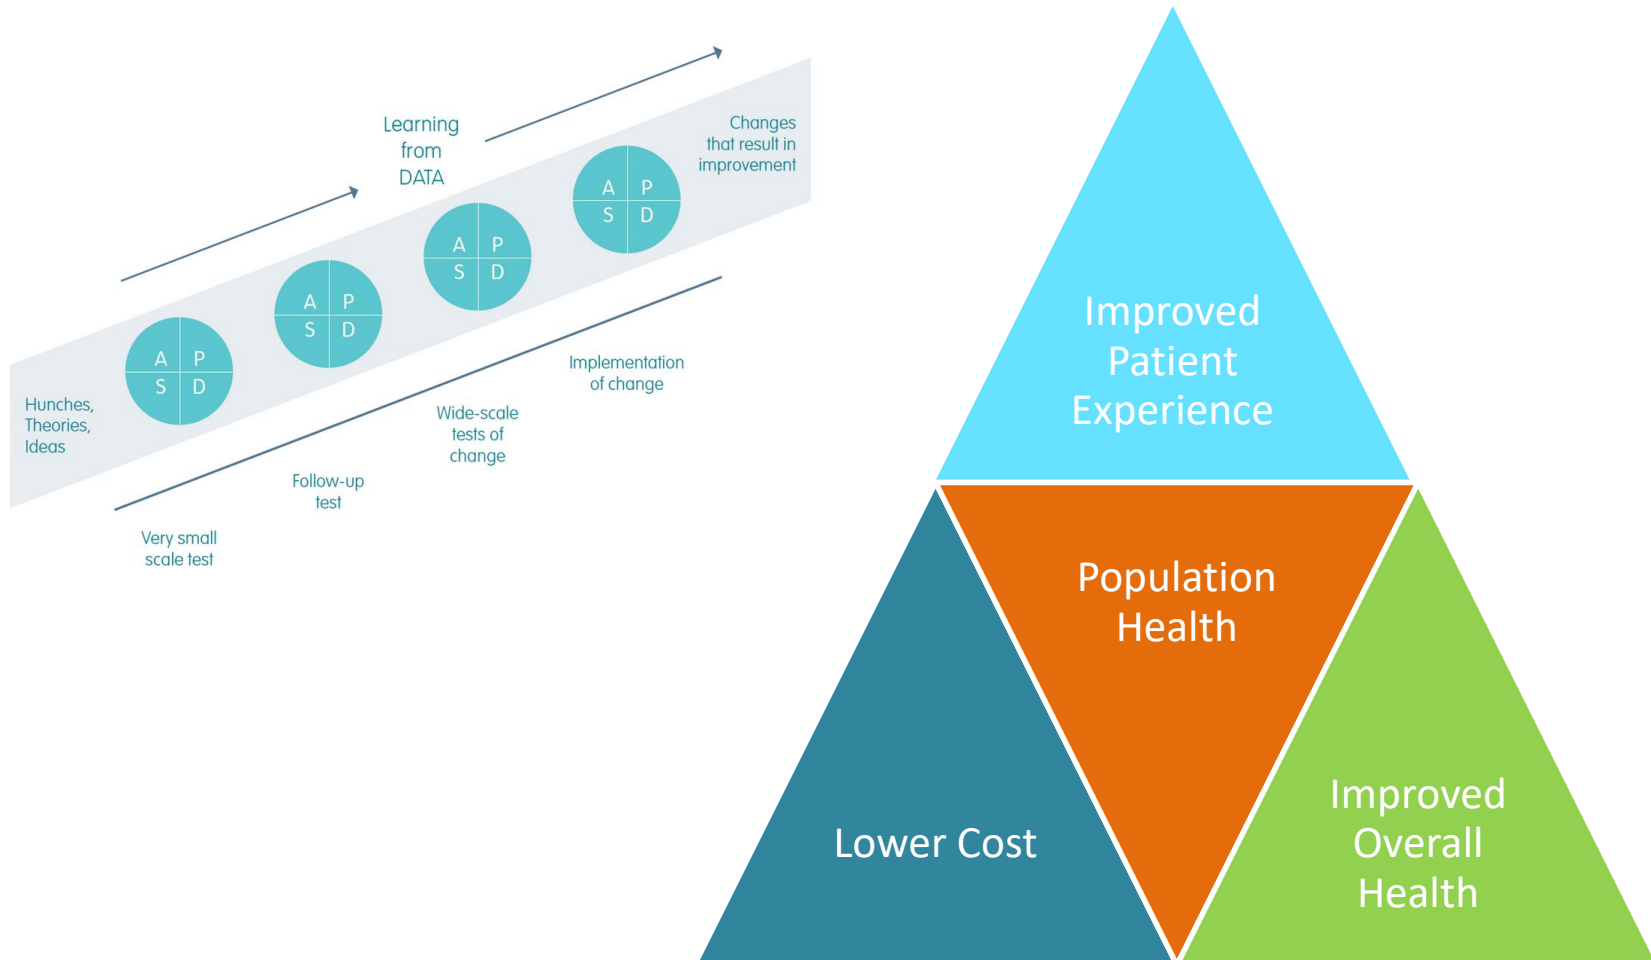 Learning
from
DATA
Changes
that result in
improvement
A P
S D
A P
S D
A P
S D
A P
S D
Hunches,
Theories,
Ideas
Very small
scale test
Follow-up
test
Wide-scale
tests of
change
Implementation
of change
Improved
Patient
Experience
Population
Health
Lower Cost
Improved
Overall
Health